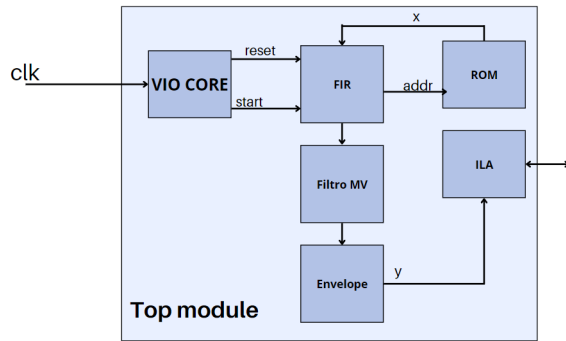 x
clk
VIO CORE
reset
start
FIR
addr
ROM
ILA
Filtro MV
Envelope
y
Top module